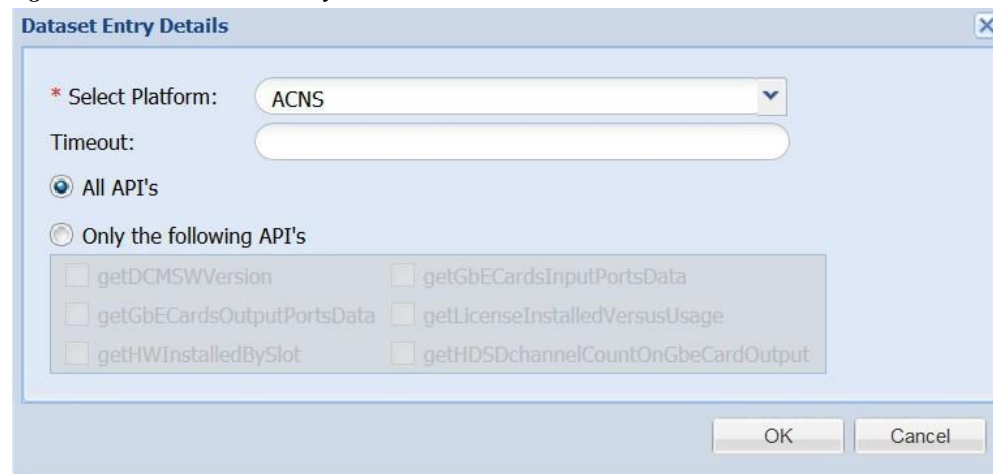 Dataset Entry Details
* Select Platform: ACNS
Timeout:
All API's
Only the following API's
getDCMSWVersion getGbECardsInputPortsData
getGbECardsOutputPortsData getLicenseInstalledVersusUsage
getHWInstalledBySlot getHDSDchannelCountOnGbeCardOutput
OK Cancel